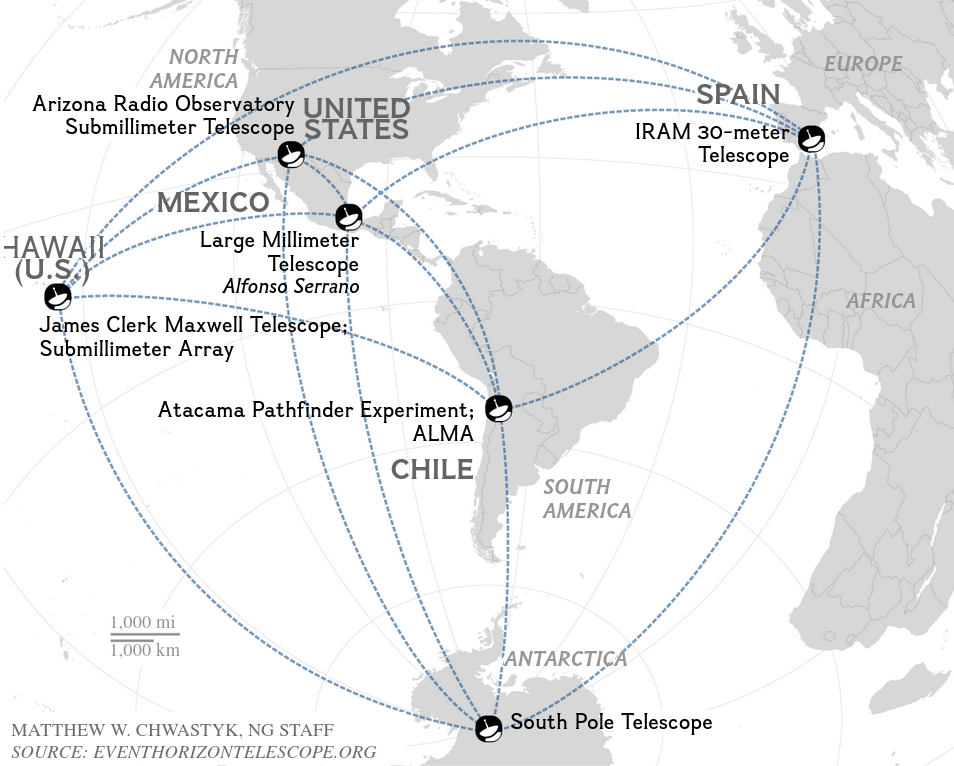 NORTH
AMERICA
EUROPE
Arizona Radio Observatory
Submillimeter Telescope
UNITED
STATES
SPAIN
IRAM 30-meter
Telescope
MEXICO
Large Millimeter
Telescope
Alfonso Serrano
HAWAII
(U.S.)
James Clerk Maxwell Telescope;
Submillimeter Array
AFRICA
Atacama Pathfinder Experiment;
ALMA
CHILE
SOUTH
AMERICA
1,000 mi
1,000 km
ANTARCTICA
South Pole Telescope
MATTHEW W. CHWASTYK, NG STAFF
SOURCE: EVENTHORIZONTELESCOPE.ORG